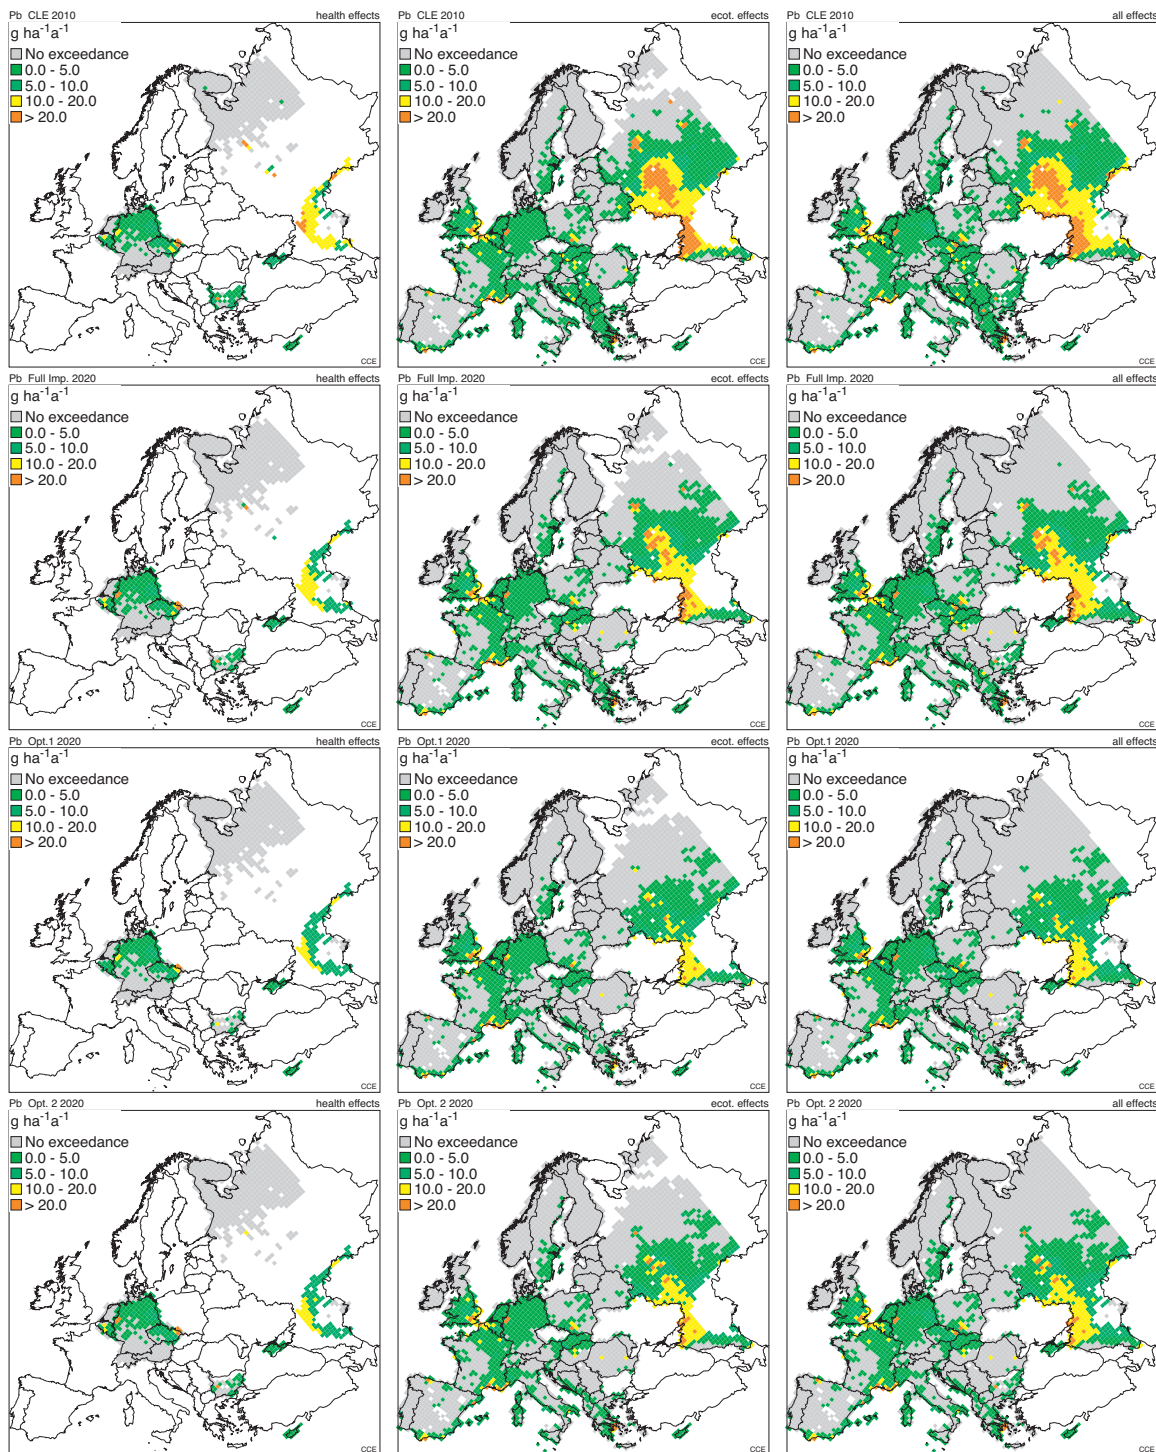 Pb CLE 2010 health effects
g ha⁻¹a⁻¹
No exceedance
0.0 - 5.0
5.0 - 10.0
10.0 - 20.0
> 20.0
CCE
Pb CLE 2010 ecot. effects
g ha⁻¹a⁻¹
No exceedance
0.0 - 5.0
5.0 - 10.0
10.0 - 20.0
> 20.0
CCE
Pb CLE 2010 all effects
g ha⁻¹a⁻¹
No exceedance
0.0 - 5.0
5.0 - 10.0
10.0 - 20.0
> 20.0
CCE
Pb Full Imp. 2020 health effects
g ha⁻¹a⁻¹
No exceedance
0.0 - 5.0
5.0 - 10.0
10.0 - 20.0
> 20.0
CCE
Pb Full Imp. 2020 ecot. effects
g ha⁻¹a⁻¹
No exceedance
0.0 - 5.0
5.0 - 10.0
10.0 - 20.0
> 20.0
CCE
Pb Full Imp. 2020 all effects
g ha⁻¹a⁻¹
No exceedance
0.0 - 5.0
5.0 - 10.0
10.0 - 20.0
> 20.0
CCE
Pb Opt.1 2020 health effects
g ha⁻¹a⁻¹
No exceedance
0.0 - 5.0
5.0 - 10.0
10.0 - 20.0
> 20.0
CCE
Pb Opt.1 2020 ecot. effects
g ha⁻¹a⁻¹
No exceedance
0.0 - 5.0
5.0 - 10.0
10.0 - 20.0
> 20.0
CCE
Pb Opt.1 2020 all effects
g ha⁻¹a⁻¹
No exceedance
0.0 - 5.0
5.0 - 10.0
10.0 - 20.0
> 20.0
CCE
Pb Opt. 2 2020 health effects
g ha⁻¹a⁻¹
No exceedance
0.0 - 5.0
5.0 - 10.0
10.0 - 20.0
> 20.0
CCE
Pb Opt. 2 2020 ecot. effects
g ha⁻¹a⁻¹
No exceedance
0.0 - 5.0
5.0 - 10.0
10.0 - 20.0
> 20.0
CCE
Pb Opt. 2 2020 all effects
g ha⁻¹a⁻¹
No exceedance
0.0 - 5.0
5.0 - 10.0
10.0 - 20.0
> 20.0
CCE